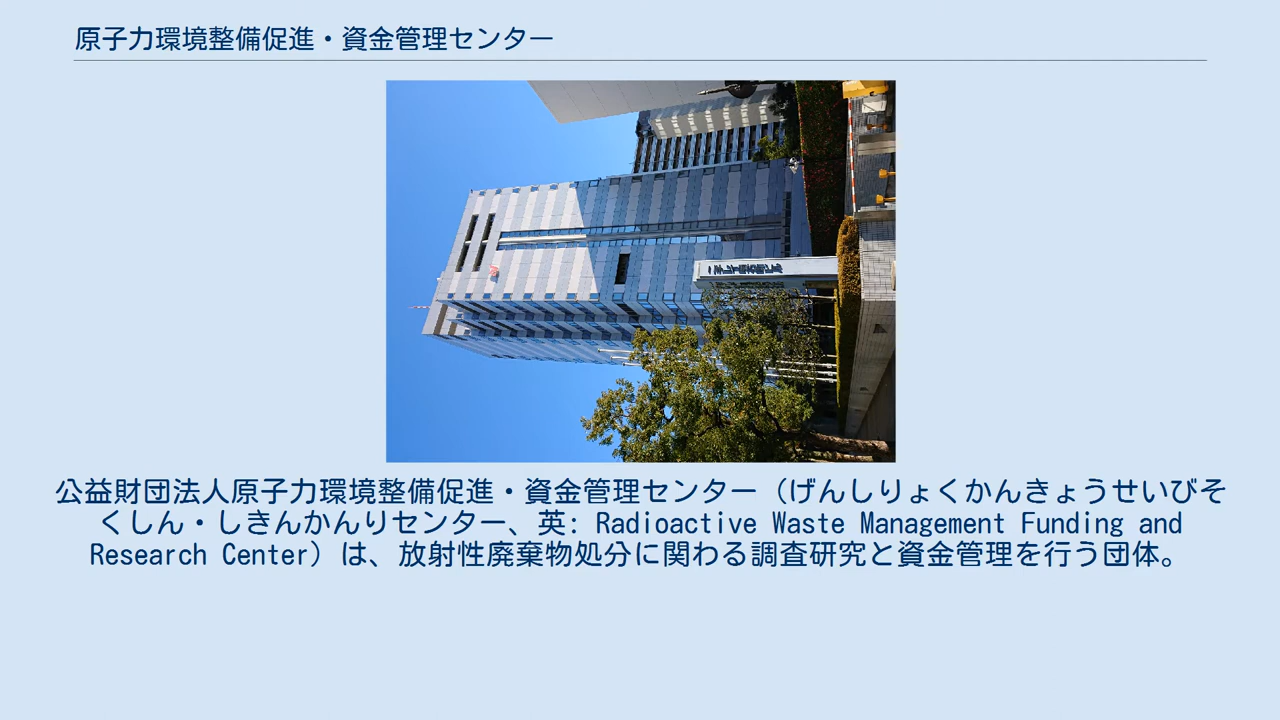 原子力環境整備促進・資金管理センター
公益財団法人原子力環境整備促進・資金管理センター（げんしりょくかんきょうせいびそ
くしん・しきんかんりセンター、英: Radioactive Waste Management Funding and
Research Center）は、放射性廃棄物処分に関わる調査研究と資金管理を行う団体。